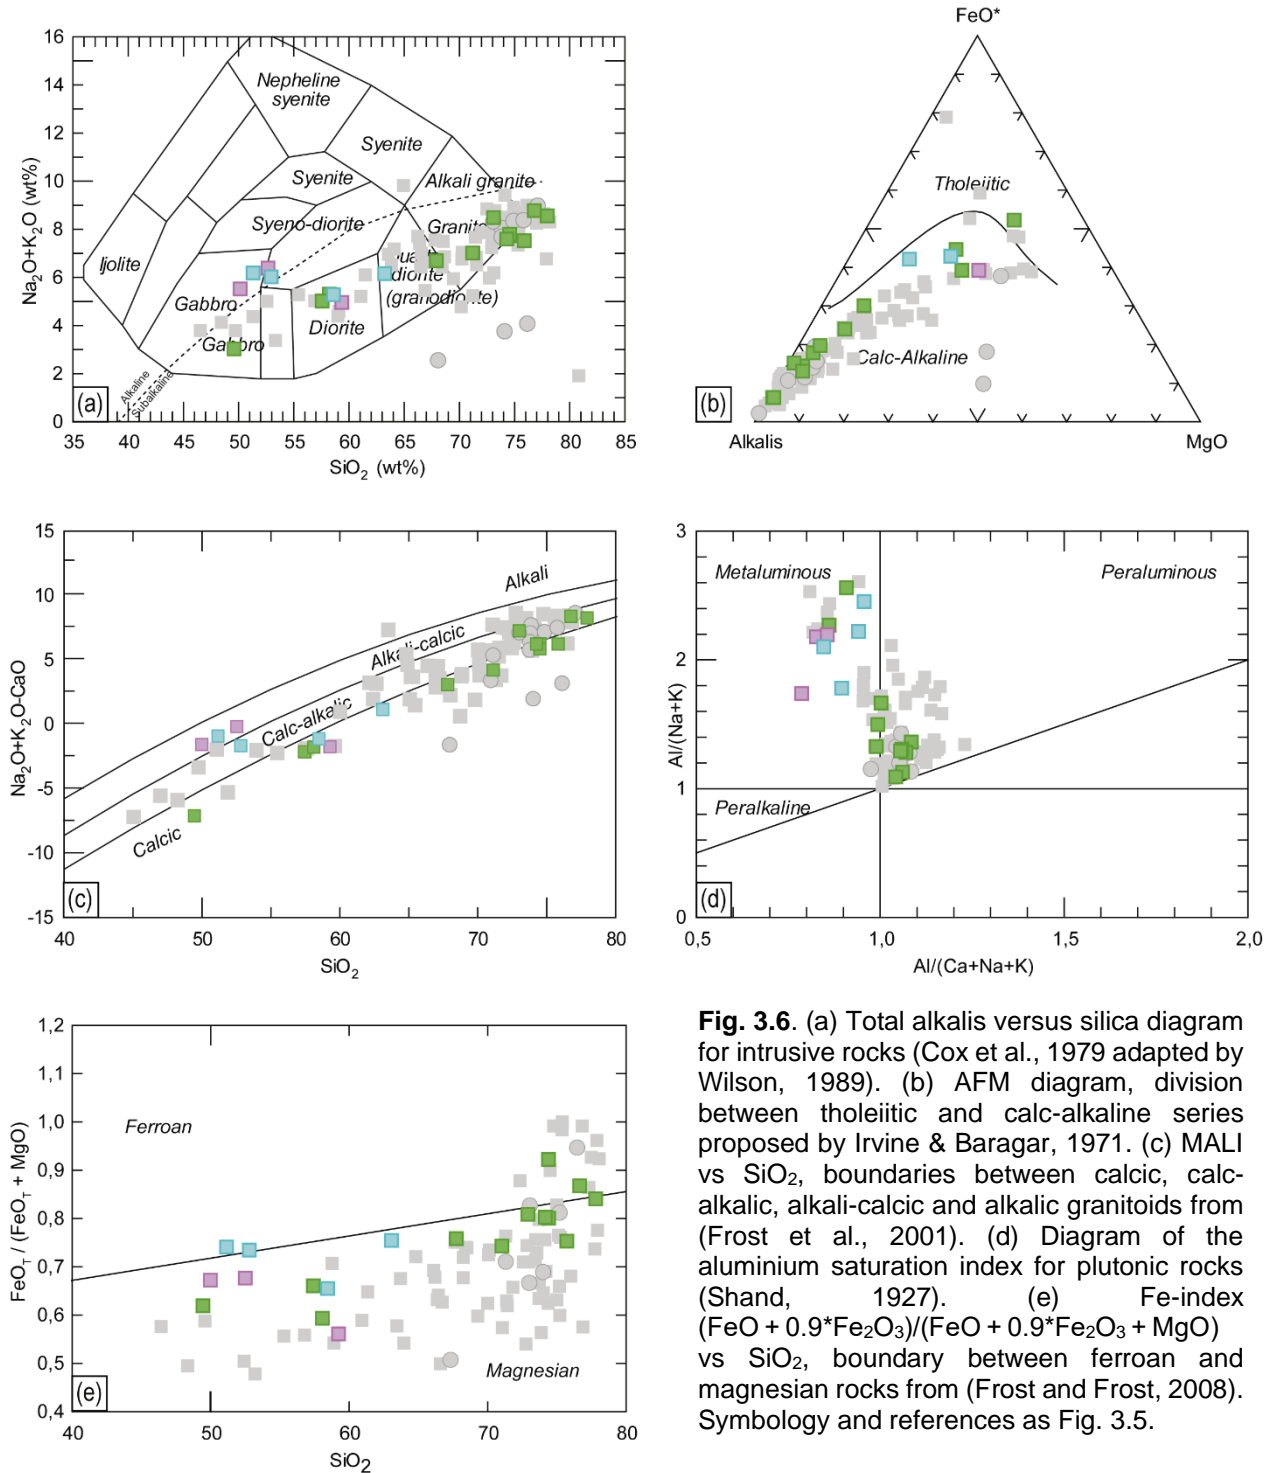 16
14
12
10
8
6
4
2
0
Na2O+K2O (wt%)
Nepheline
syenite
Syenite
Syenite
Alkali granite
Syeno-diorite
Granite
Ijolite
diorite
(granodiorite)
Gabbro
Diorite
Gabbro
Alkaline
Subalkaline
(a)
35 40 45 50 55 60 65 70 75 80 85
SiO2 (wt%)
FeO*
Tholeiitic
Calc-Alkaline
(b)
Alkalis
MgO
15
10
5
0
-5
-10
-15
Na2O+K2O-CaO
Alkali
Alkali-calcic
Calc-alkalic
Calcic
(c)
40 50 60 70 80
SiO2
3
2
1
0
Al/(Na+K)
Metaluminous
Peraluminous
Peralkaline
(d)
0,5 1,0 1,5 2,0
Al/(Ca+Na+K)
1,2
1,1
1,0
0,9
0,8
0,7
0,6
0,5
0,4
FeOT / (FeOT + MgO)
Ferroan
Magnesian
(e)
40 50 60 70 80
SiO2
Fig. 3.6. (a) Total alkalis versus silica diagram
for intrusive rocks (Cox et al., 1979 adapted by
Wilson, 1989). (b) AFM diagram, division
between tholeiitic and calc-alkaline series
proposed by Irvine & Baragar, 1971. (c) MALI
vs SiO2, boundaries between calcic, calc-
alkalic, alkali-calcic and alkalic granitoids from
(Frost et al., 2001). (d) Diagram of the
aluminium saturation index for plutonic rocks
(Shand, 1927). (e) Fe-index
(FeO + 0.9*Fe2O3)/(FeO + 0.9*Fe2O3 + MgO)
vs SiO2, boundary between ferroan and
magnesian rocks from (Frost and Frost, 2008).
Symbology and references as Fig. 3.5.